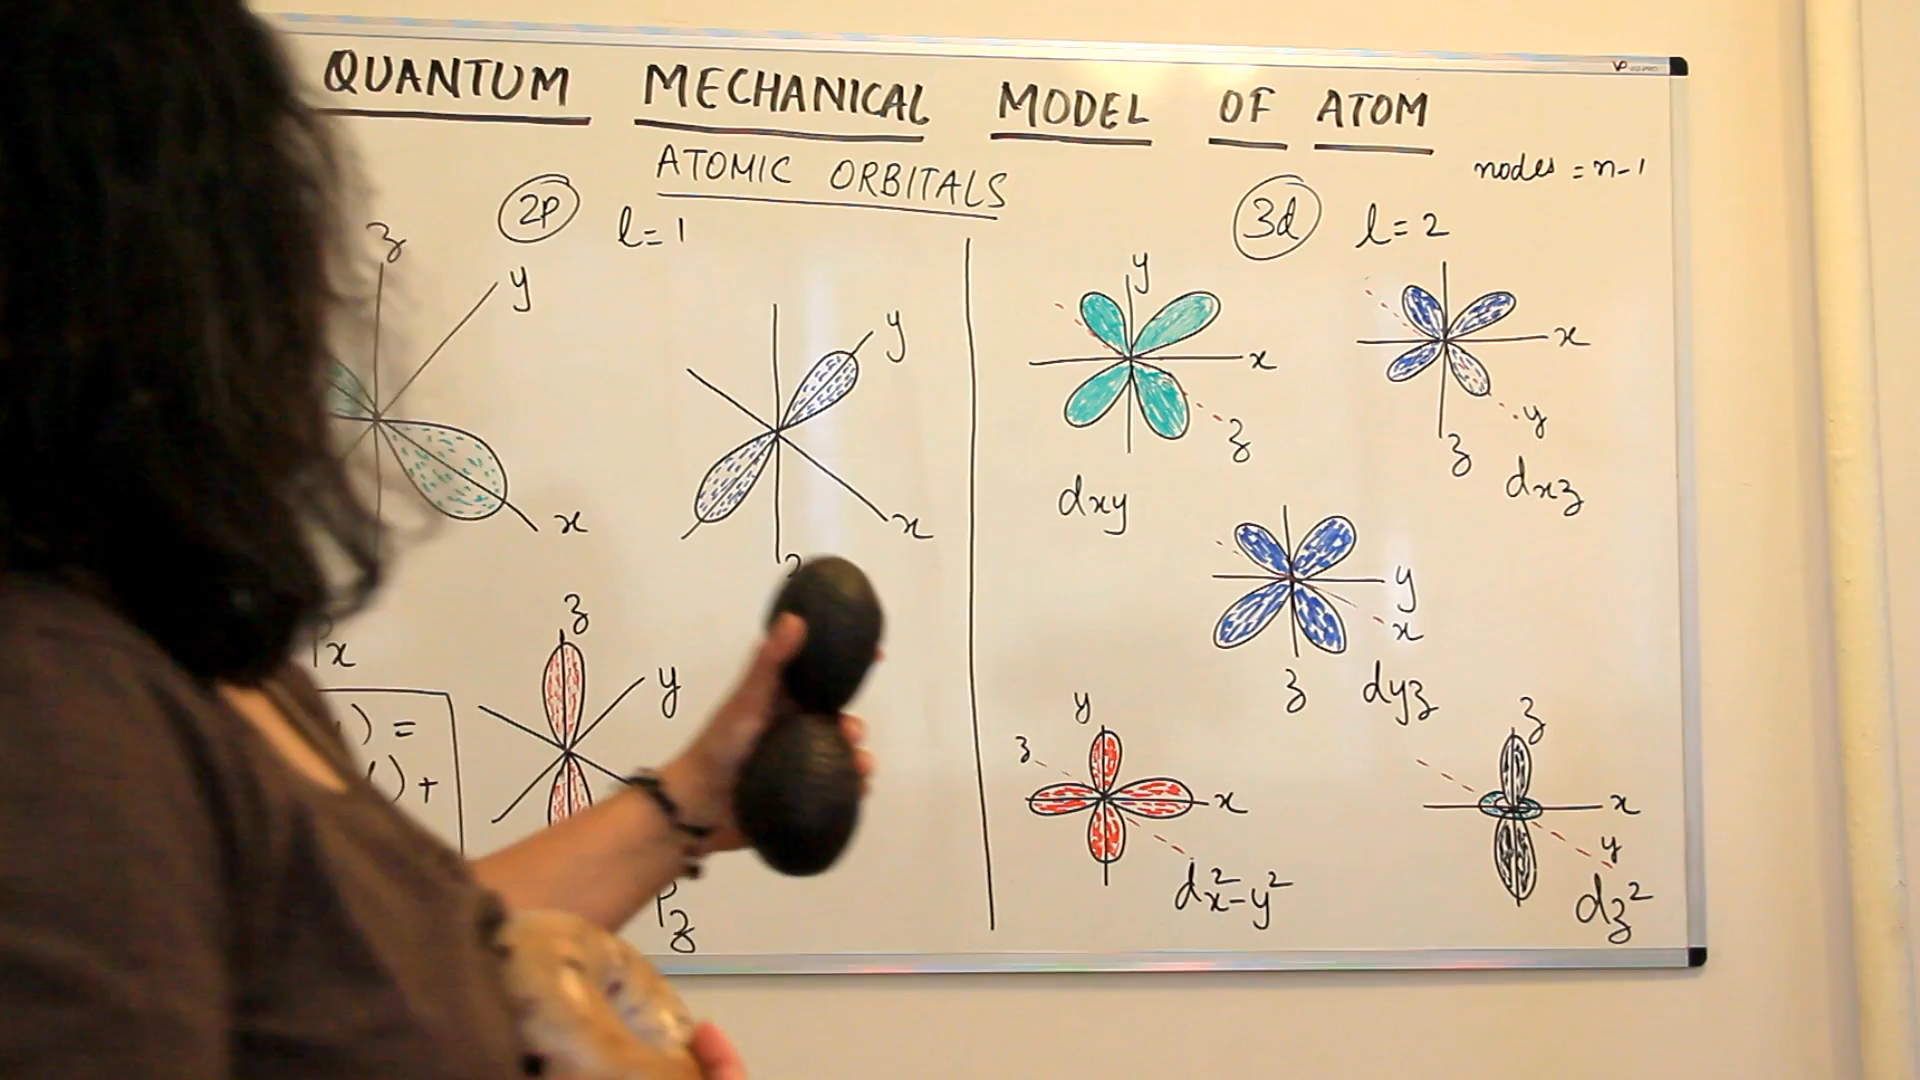 QUANTUM MECHANICAL MODEL OF ATOM
ATOMIC ORBITALS
nodes = n-1
2p l=1
3d l=2
z
y
x
y
x
Px
) =
) +
z
y
Pz
y
x
z
dxy
x
y
z
dxz
y
x
z
dyz
y
z
x
dx²-y²
z
x
y
dz²